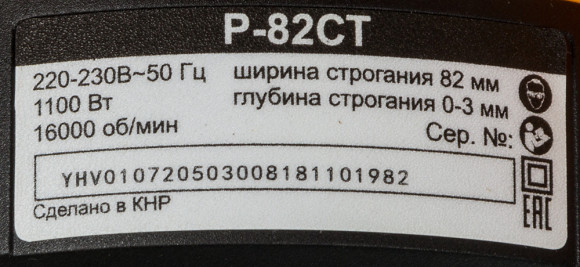 Р-82СТ
220-230В~50 Гц ширина строгания 82 мм
1100 Вт глубина строгания 0-3 мм
16000 об/мин Сер. №:
YHV010720503008181101982
Сделано в КНР
EAC